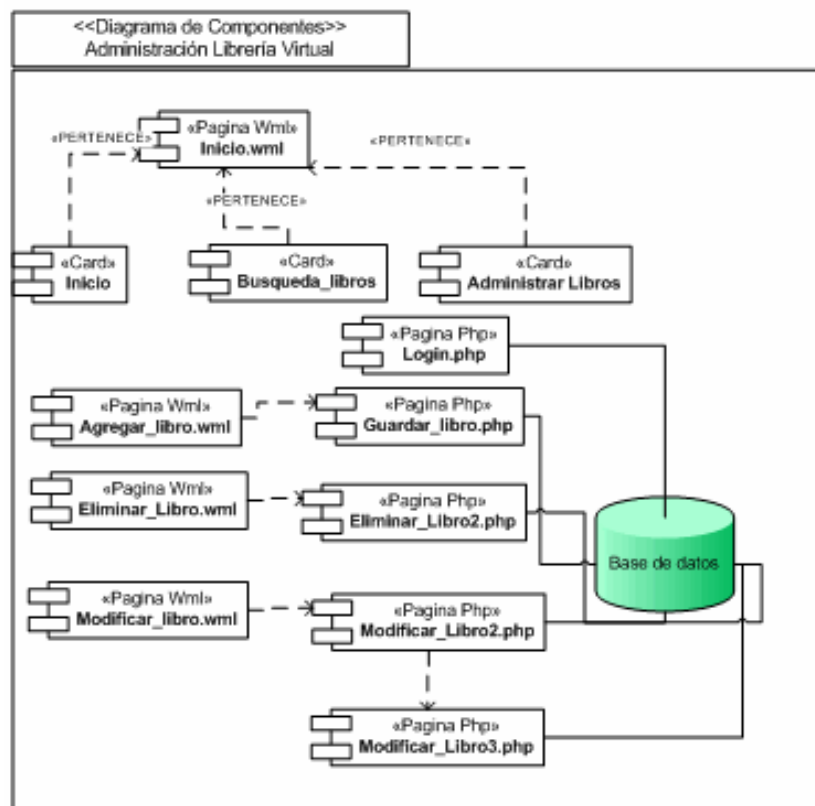 <<Diagrama de Componentes>>
Administración Librería Virtual
«Pagina Wml»
Inicio.wml
«PERTENECE»
«PERTENECE»
«PERTENECE»
«Card»
Inicio
«Card»
Busqueda_libros
«Card»
Administrar Libros
«Pagina Php»
Login.php
«Pagina Wml»
Agregar_libro.wml
«Pagina Php»
Guardar_libro.php
«Pagina Wml»
Eliminar_Libro.wml
«Pagina Php»
Eliminar_Libro2.php
Base de datos
«Pagina Wml»
Modificar_libro.wml
«Pagina Php»
Modificar_Libro2.php
«Pagina Php»
Modificar_Libro3.php